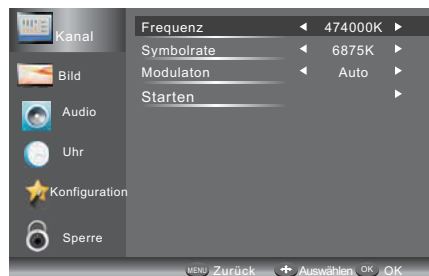 Kanal
Bild
Audio
Uhr
Konfiguration
Sperre
Frequenz 474000K
Symbolrate 6875K
Modulaton Auto
Starten
MENU Zurück Auswählen OK OK